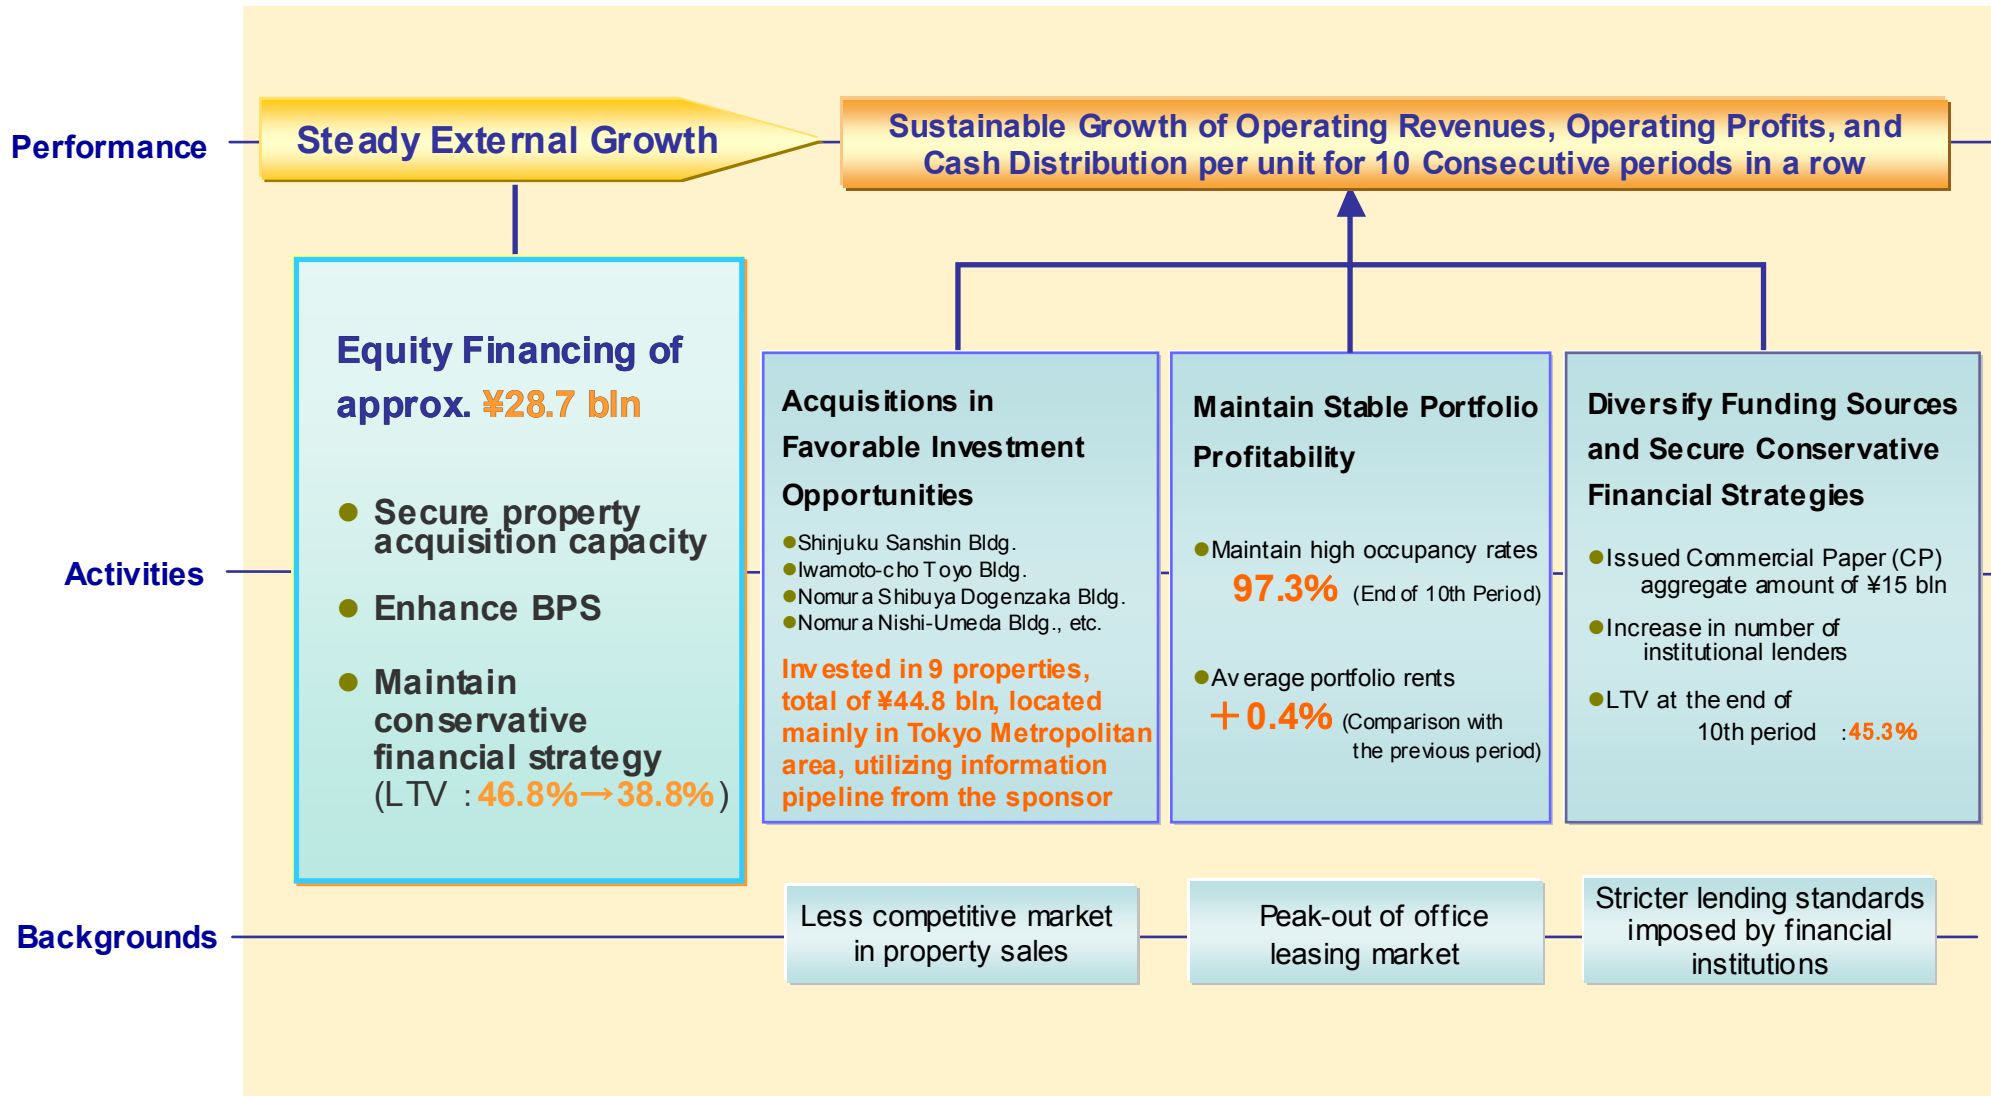 Performance
Steady External Growth
Sustainable Growth of Operating Revenues, Operating Profits, and
Cash Distribution per unit for 10 Consecutive periods in a row
Activities
Equity Financing of
approx. ¥28.7 bln
● Secure property
acquisition capacity
● Enhance BPS
● Maintain
conservative
financial strategy
(LTV : 46.8%→38.8%)
Acquisitions in
Favorable Investment
Opportunities
●Shinjuku Sanshin Bldg.
●Iwamoto-cho Toyo Bldg.
●Nomura Shibuya Dogenzaka Bldg.
●Nomura Nishi-Umeda Bldg., etc.
Invested in 9 properties,
total of ¥44.8 bln, located
mainly in Tokyo Metropolitan
area, utilizing information
pipeline from the sponsor
Maintain Stable Portfolio
Profitability
●Maintain high occupancy rates
97.3% (End of 10th Period)
●Average portfolio rents
＋0.4% (Comparison with
the previous period)
Diversify Funding Sources
and Secure Conservative
Financial Strategies
●Issued Commercial Paper (CP)
aggregate amount of ¥15 bln
●Increase in number of
institutional lenders
●LTV at the end of
10th period :45.3%
Backgrounds
Less competitive market
in property sales
Peak-out of office
leasing market
Stricter lending standards
imposed by financial
institutions